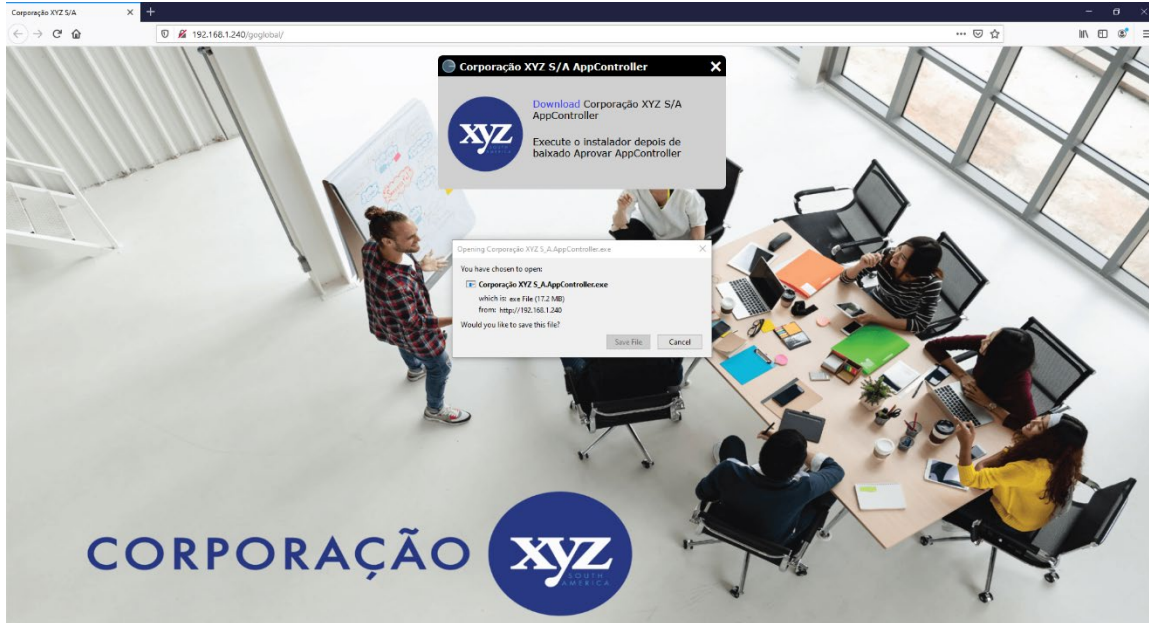 Corporação XYZ S/A
192.168.1.240/goglobal/
Corporação XYZ S/A AppController
Download Corporação XYZ S/A
AppController
Execute o instalador depois de
baixado Aprovar AppController
xyz
SOUTH
AMERICA
Opening Corporação XYZ S_A.AppController.exe
You have chosen to open:
Corporação XYZ S_A.AppController.exe
which is: exe File (17.2 MB)
from: http://192.168.1.240
Would you like to save this file?
Save File Cancel
CORPORAÇÃO xyz
SOUTH
AMERICA